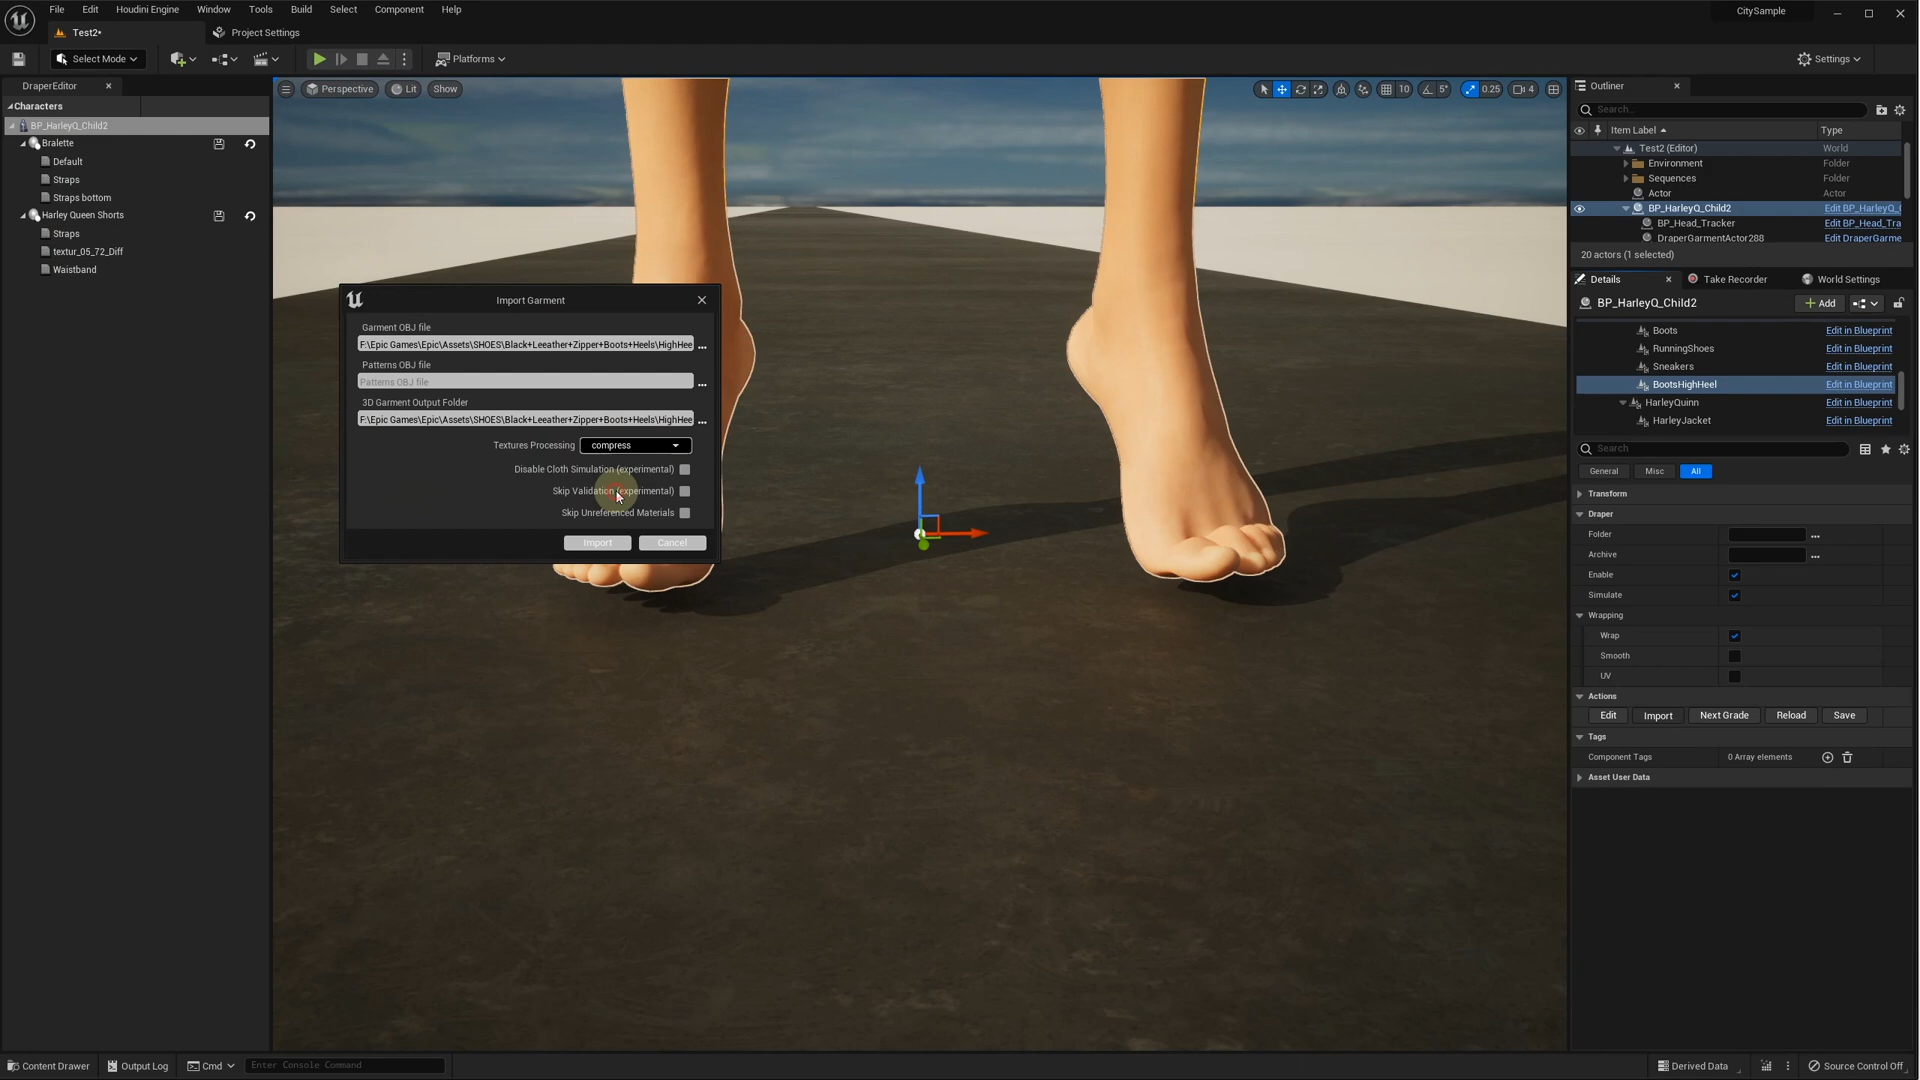 File Edit Houdini Engine Window Tools Build Select Component Help
CitySample
Test2•
Project Settings
Select Mode
Platforms
Settings
DraperEditor
Characters
BP_HarleyQ_Child2
Bralette
Default
Straps
Straps bottom
Harley Queen Shorts
Straps
textur_05_72_Diff
Waistband
Perspective Lit Show
10 5° 0.25 4
Import Garment
Garment OBJ file
F:\Epic Games\Epic\Assets\SHOES\Black+Leeather+Zipper+Boots+Heels\HighHee
...
Patterns OBJ file
Patterns OBJ file
...
3D Garment Output Folder
F:\Epic Games\Epic\Assets\SHOES\Black+Leeather+Zipper+Boots+Heels\HighHee
...
Textures Processing compress
Disable Cloth Simulation (experimental)
Skip Validation (experimental)
Skip Unreferenced Materials
Import Cancel
Outliner
Search...
Item Label Type
Test2 (Editor) World
Environment Folder
Sequences Folder
Actor Actor
BP_HarleyQ_Child2 Edit BP_HarleyQ_
BP_Head_Tracker Edit BP_Head_Tra
DraperGarmentActor288 Edit DraperGarme
20 actors (1 selected)
Details Take Recorder World Settings
BP_HarleyQ_Child2
Add
Boots Edit in Blueprint
RunningShoes Edit in Blueprint
Sneakers Edit in Blueprint
BootsHighHeel Edit in Blueprint
HarleyQuinn Edit in Blueprint
HarleyJacket Edit in Blueprint
Search
General Misc All
Transform
Draper
Folder ...
Archive ...
Enable
Simulate
Wrapping
Wrap
Smooth
UV
Actions
Edit Import Next Grade Reload Save
Tags
Component Tags 0 Array elements
Asset User Data
Content Drawer Output Log Cmd Enter Console Command
Derived Data Source Control Off